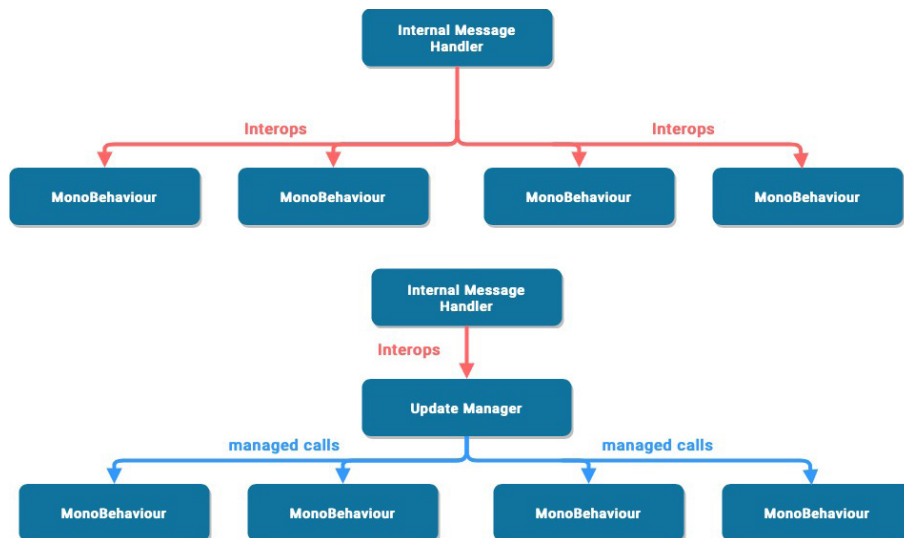 Internal Message
Handler
Interops
Interops
MonoBehaviour
MonoBehaviour
MonoBehaviour
MonoBehaviour
Internal Message
Handler
Interops
Update Manager
managed calls
managed calls
MonoBehaviour
MonoBehaviour
MonoBehaviour
MonoBehaviour